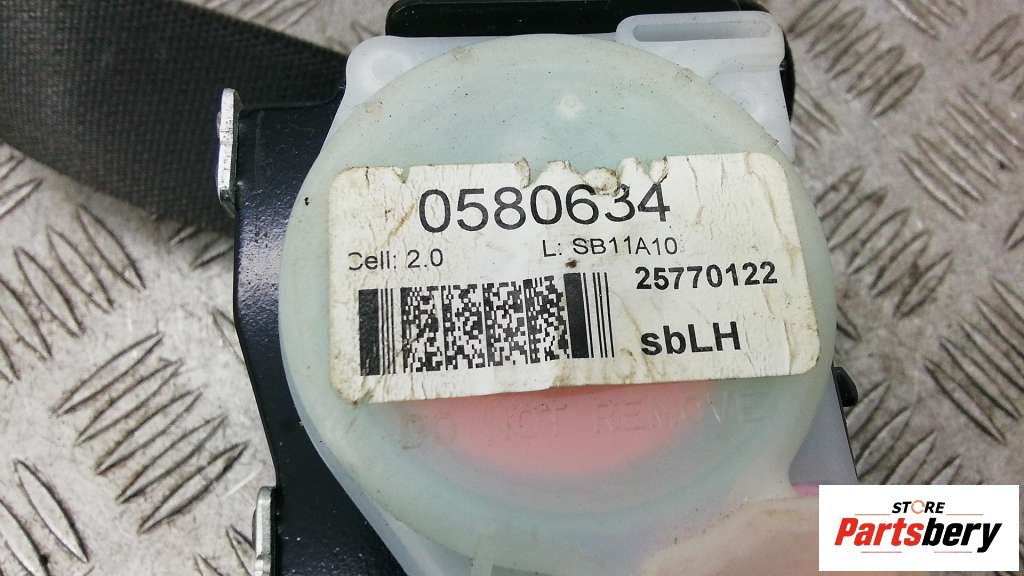 0580634
Cell: 2.0 L: SB11A10
25770122
sbLH
DO NOT REMOVE
STORE
Partsbery